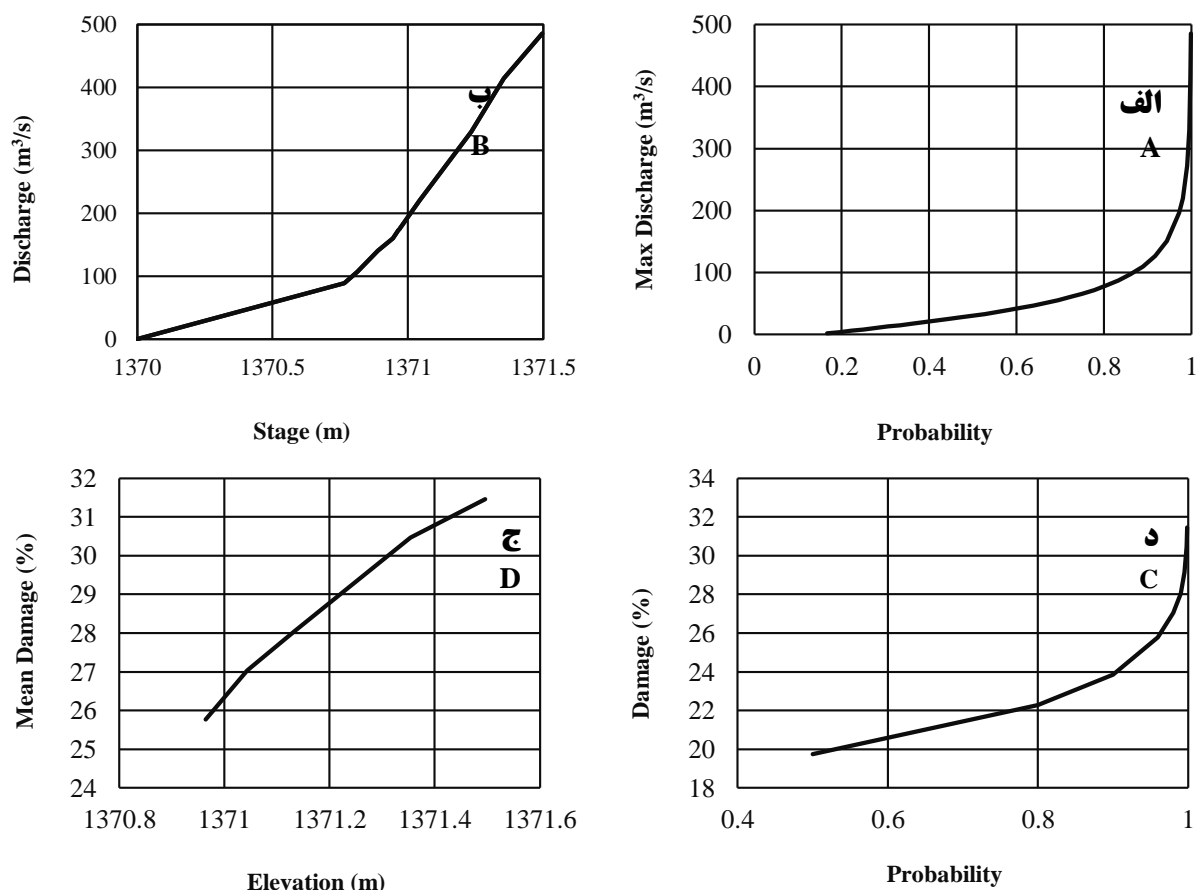 500
400
300
200
100
0
Discharge (m³/s)
ب
B
1370 1370.5 1371 1371.5
Stage (m)
500
400
300
200
100
0
Max Discharge (m³/s)
الف
A
0 0.2 0.4 0.6 0.8 1
Probability
32
31
30
29
28
27
26
25
24
Mean Damage (%)
ج
D
1370.8 1371 1371.2 1371.4 1371.6
Elevation (m)
34
32
30
28
26
24
22
20
18
Damage (%)
د
C
0.4 0.6 0.8 1
Probability